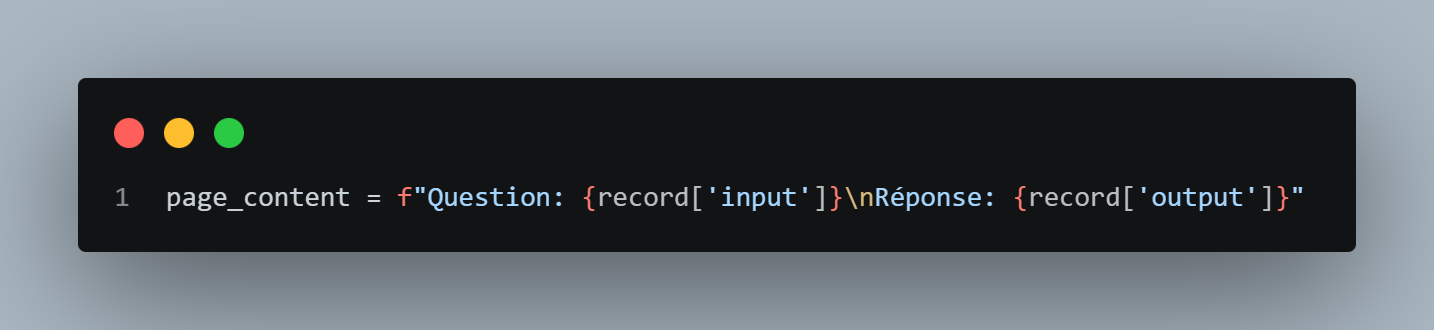 1 page_content = f"Question: {record['input']}\nRéponse: {record['output']}"